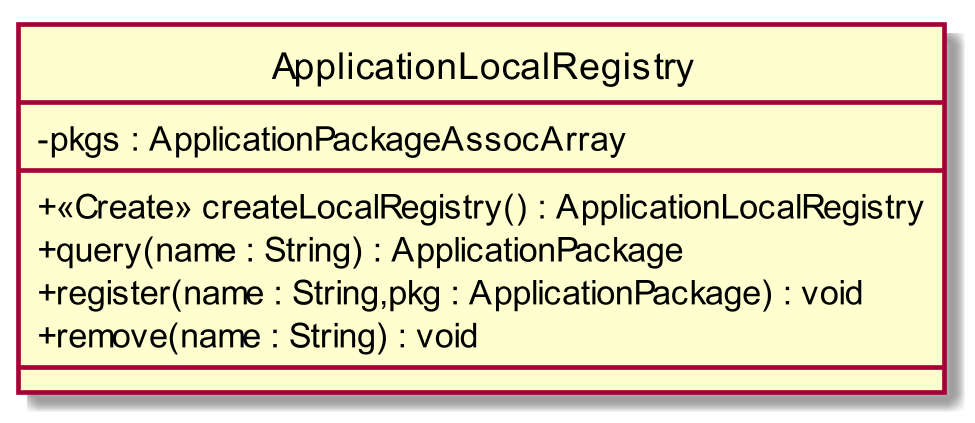 ApplicationLocalRegistry
-pkgs : ApplicationPackageAssocArray
+«Create» createLocalRegistry() : ApplicationLocalRegistry
+query(name : String) : ApplicationPackage
+register(name : String,pkg : ApplicationPackage) : void
+remove(name : String) : void